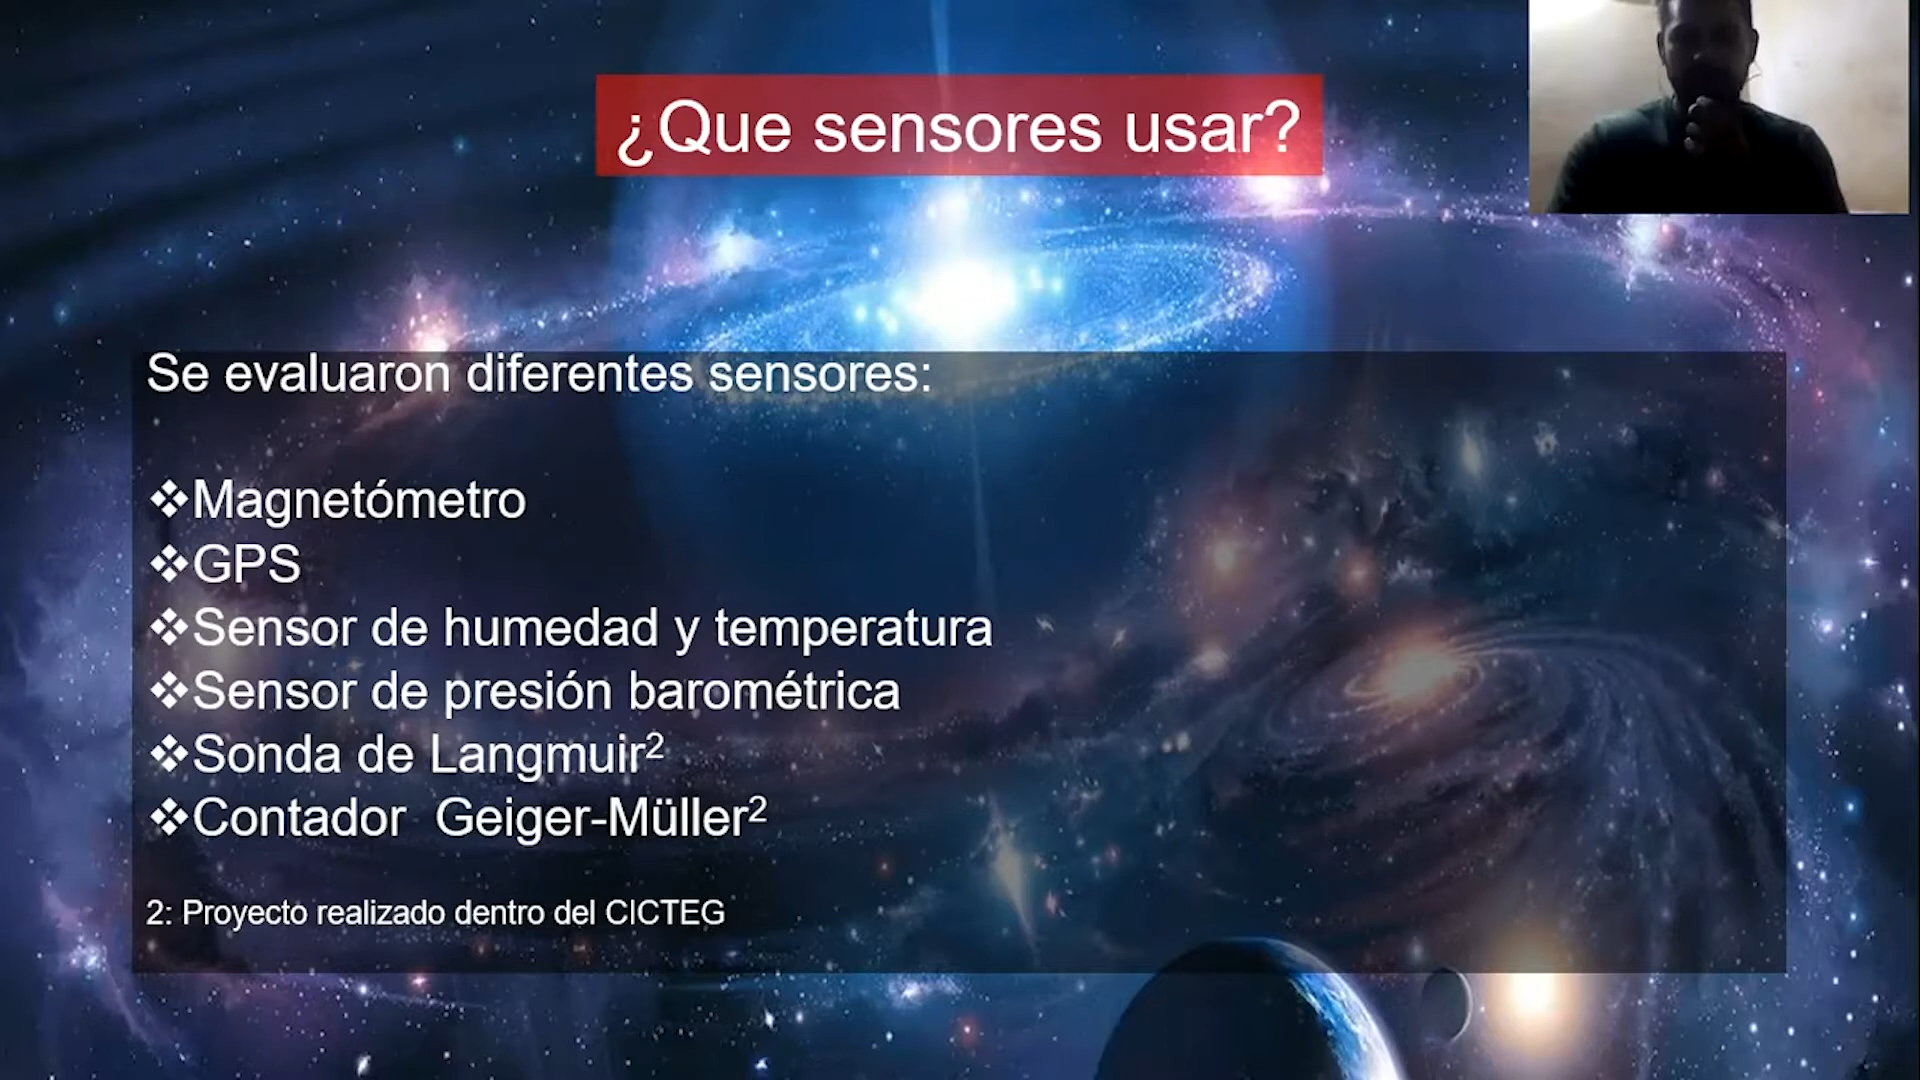 ¿Que sensores usar?
Se evaluaron diferentes sensores:
❖Magnetómetro
❖GPS
❖Sensor de humedad y temperatura
❖Sensor de presión barométrica
❖Sonda de Langmuir²
❖Contador Geiger-Müller²
2: Proyecto realizado dentro del CICTEG